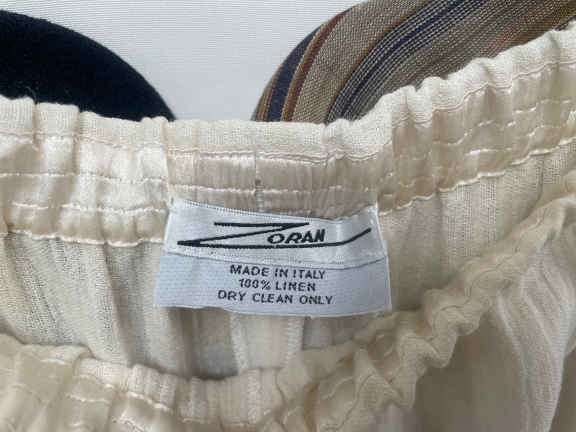 ZORAN
MADE IN ITALY
100% LINEN
DRY CLEAN ONLY